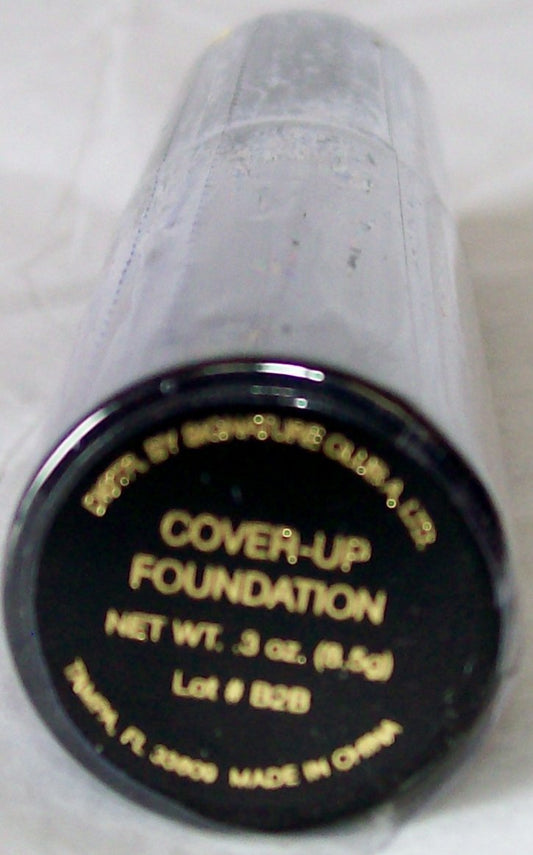 DIST. BY SIGNATURE CLUB A, LTD.
COVER-UP
FOUNDATION
NET WT. .3 oz. (8.5g)
Lot # B2B
TAMPA, FL 33609 MADE IN CHINA